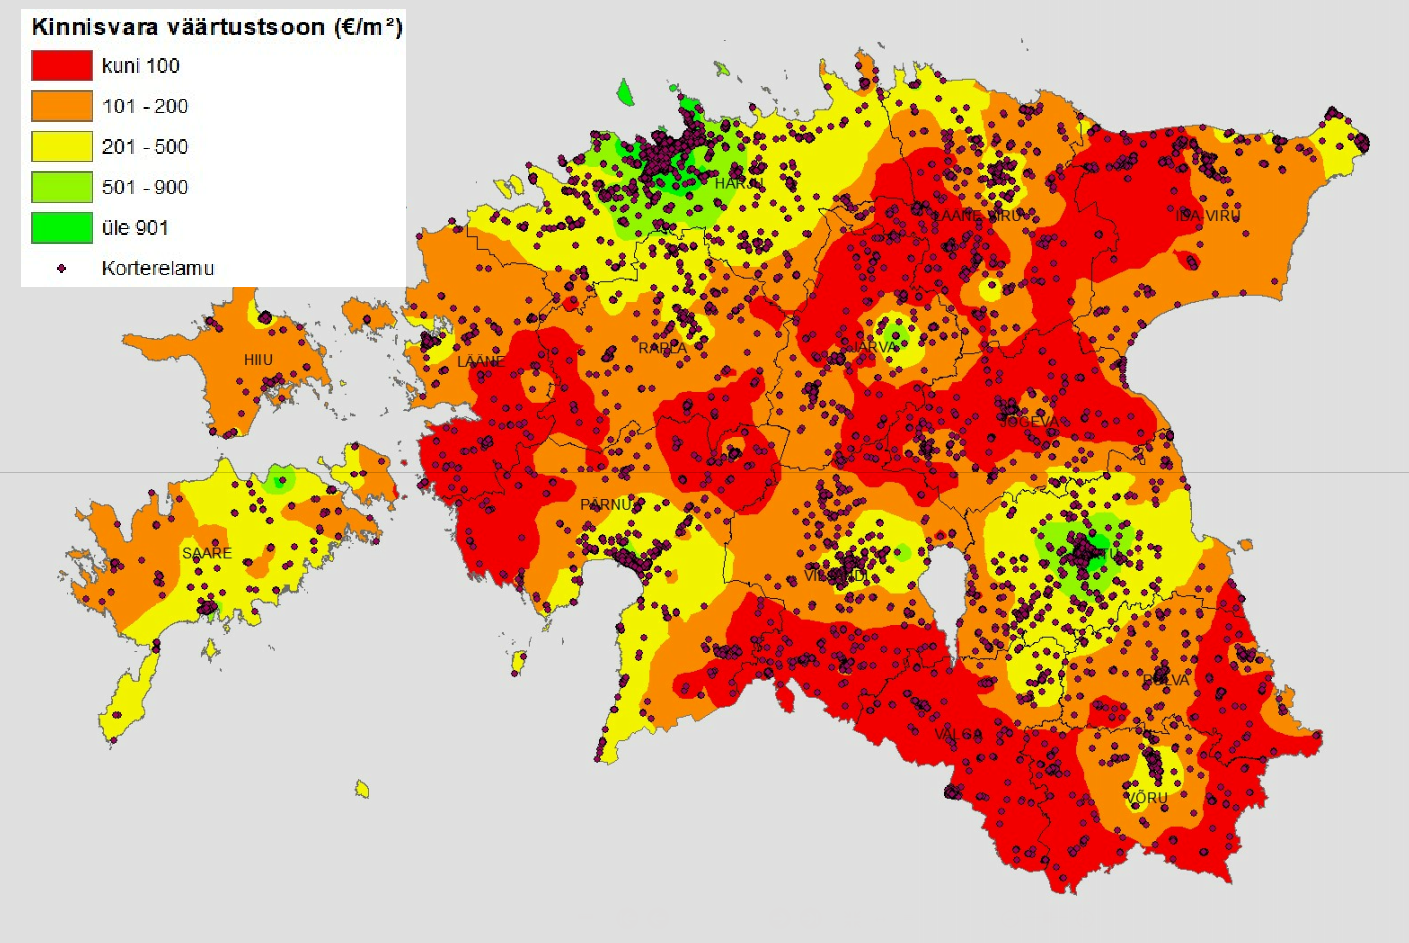 Kinnisvara väärtustsoon (€/m²)
kuni 100
101 - 200
201 - 500
501 - 900
üle 901
Korterelamu
HARJU
LÄÄNE-VIRU
IDA-VIRU
HIIU
LÄÄNE
RAPLA
JÄRVA
JÕGEVA
PÄRNU
SAARE
VILJANDI
TARTU
PÕLVA
VALGA
VÕRU